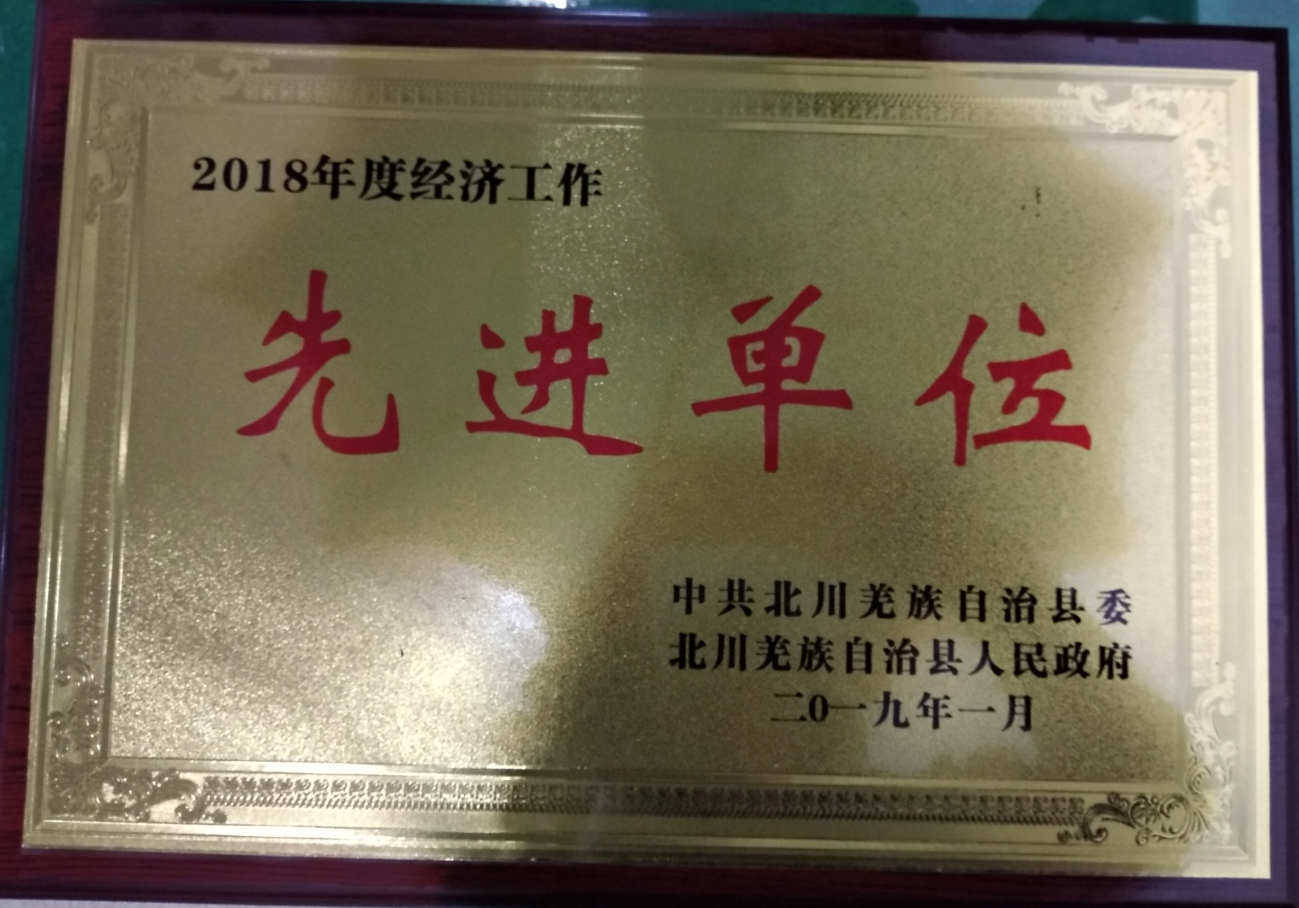 2018年度经济工作
先进单位
中共北川羌族自治县委
北川羌族自治县人民政府
二0一九年一月